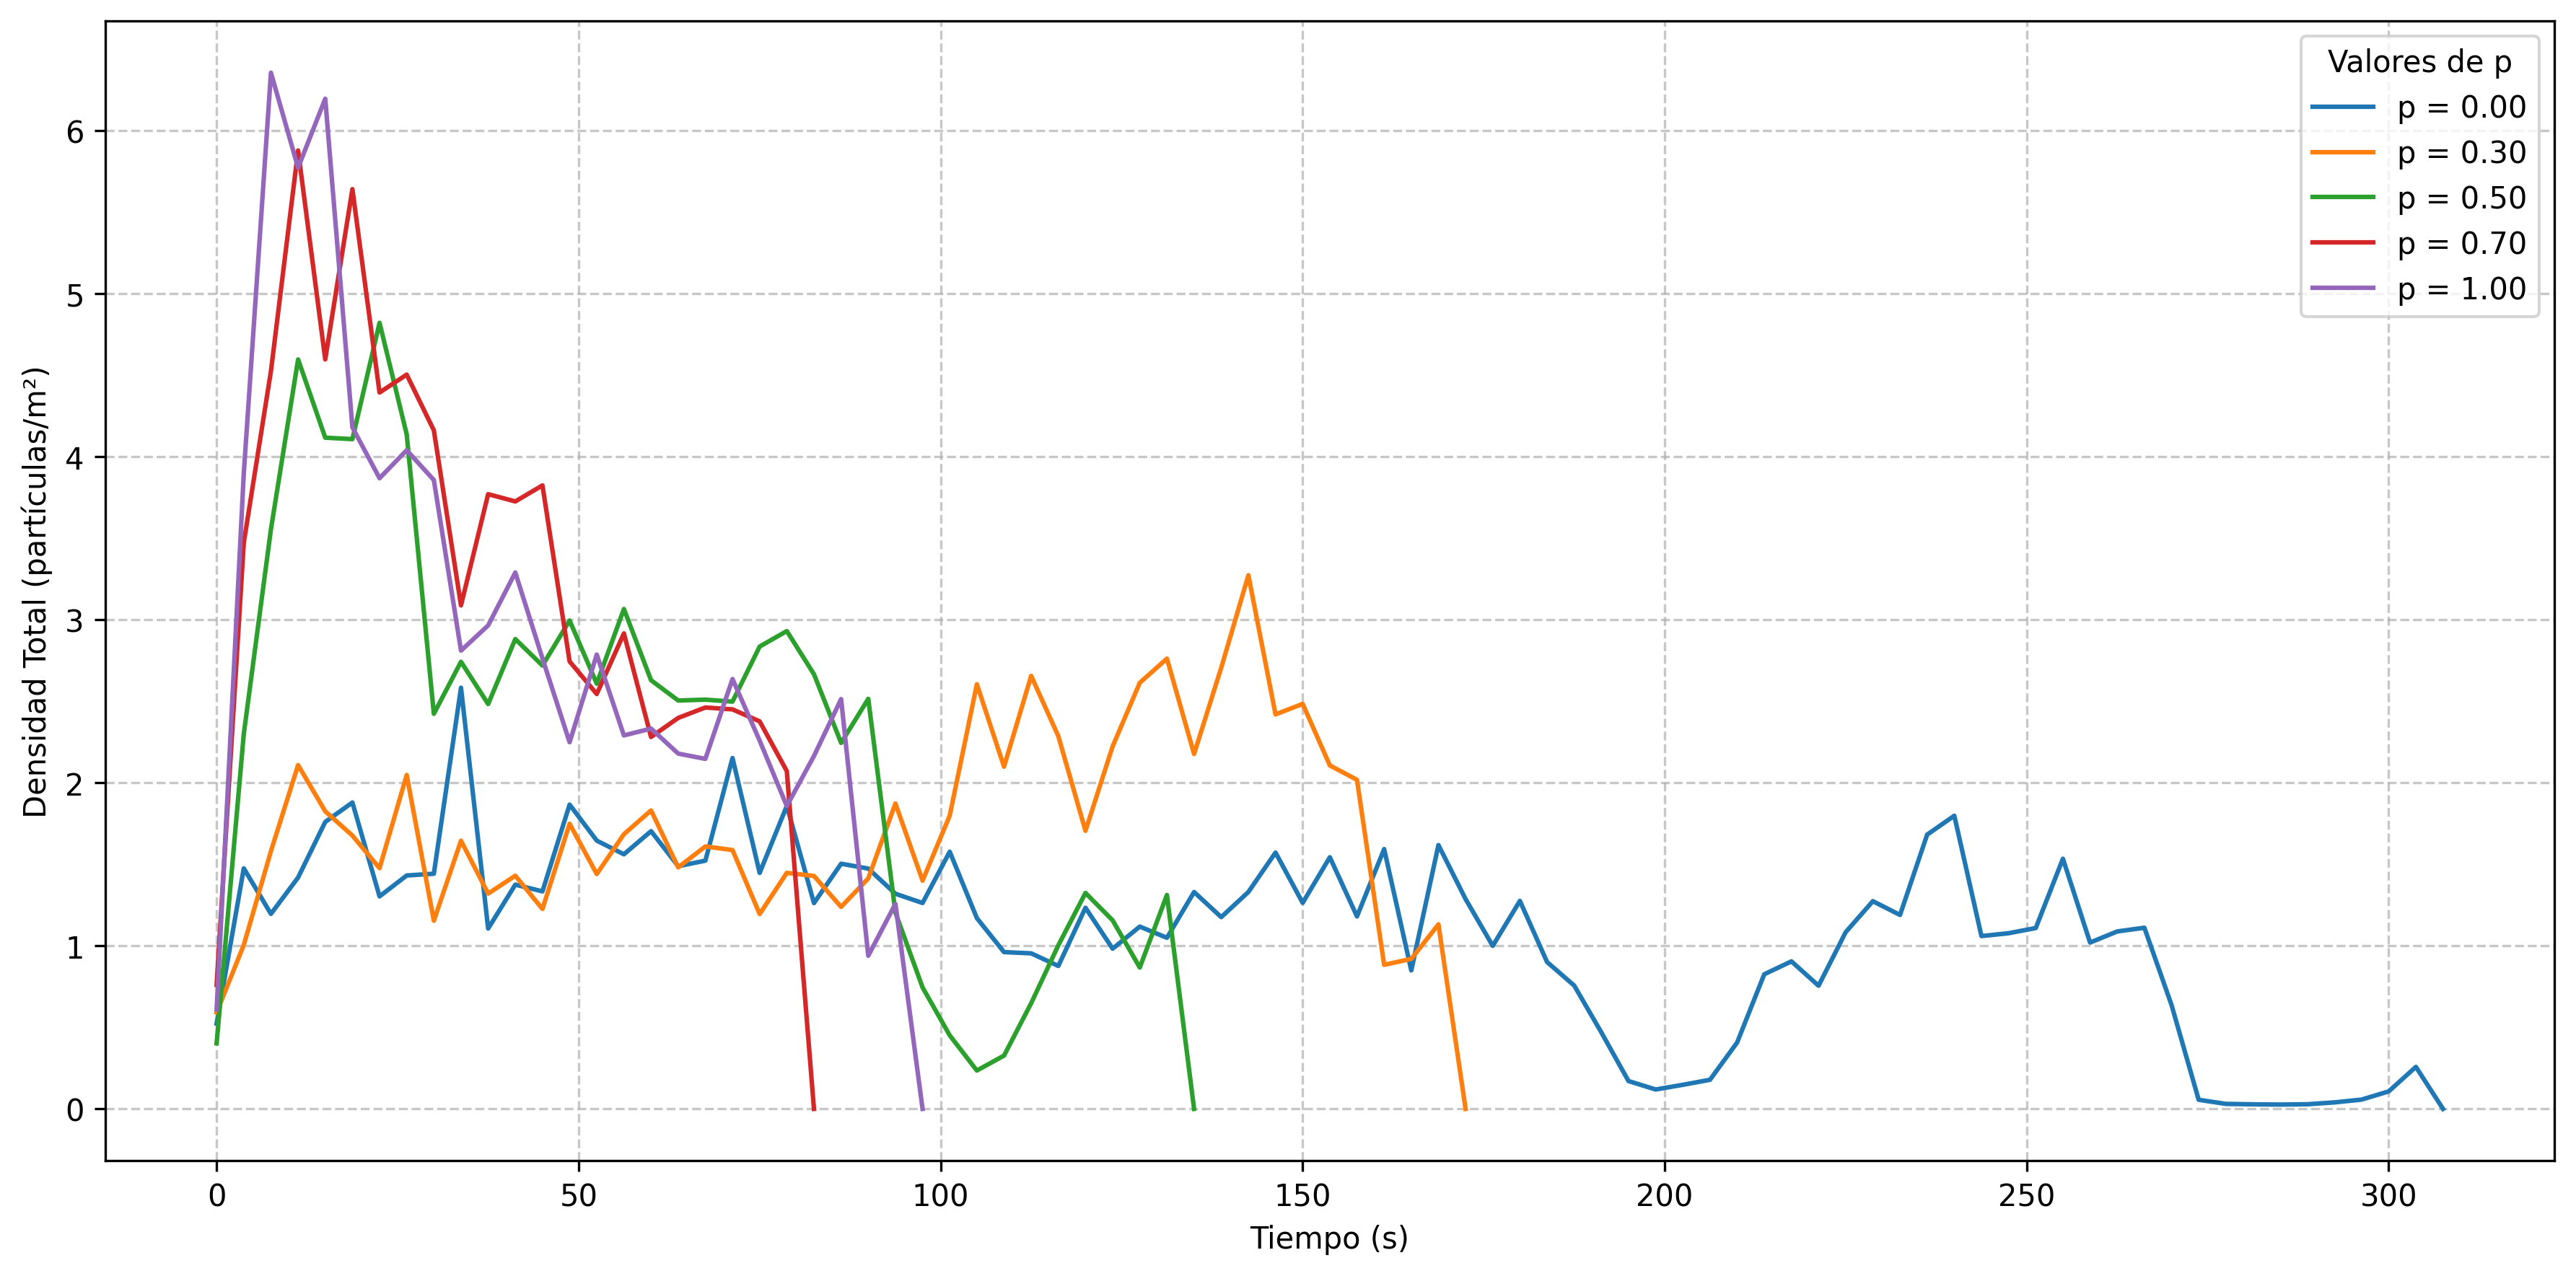 Valores de p
p = 0.00
p = 0.30
p = 0.50
p = 0.70
p = 1.00
Densidad Total (partículas/m²)
6
5
4
3
2
1
0
0 50 100 150 200 250 300
Tiempo (s)